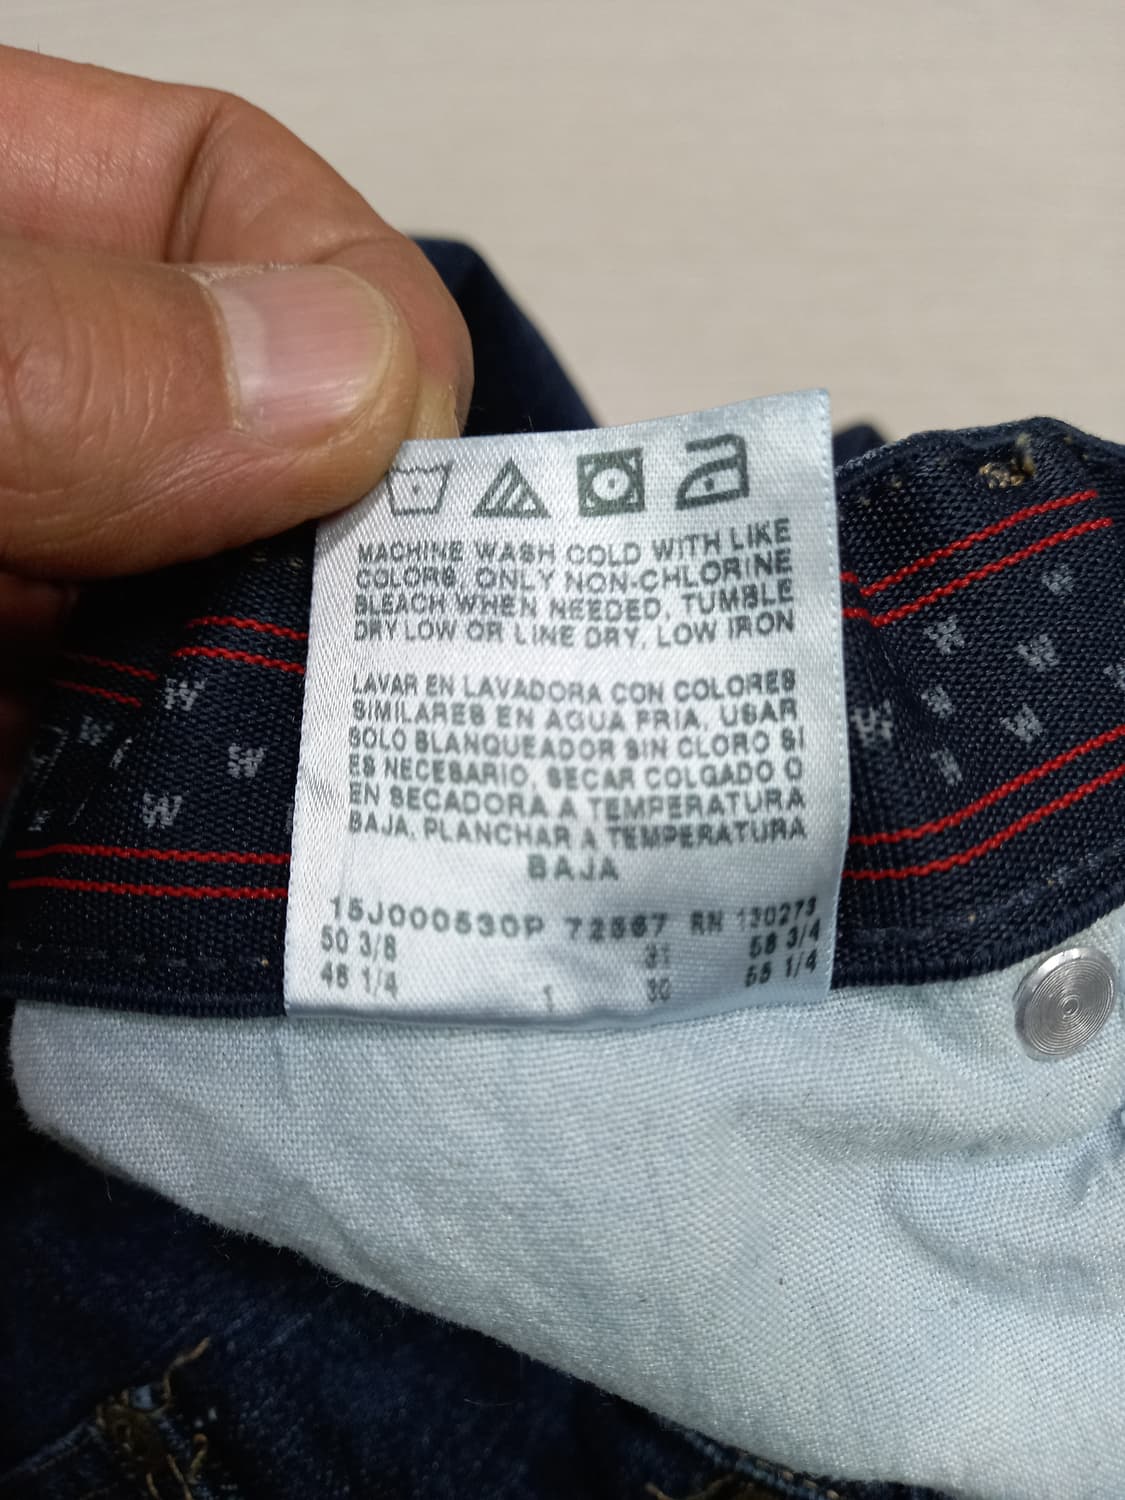 MACHINE WASH COLD WITH LIKE
COLORS, ONLY NON-CHLORINE
BLEACH WHEN NEEDED, TUMBLE
DRY LOW OR LINE DRY, LOW IRON
LAVAR EN LAVADORA CON COLORES
SIMILARES EN AGUA FRIA, USAR
SOLO BLANQUEADOR SIN CLORO SI
ES NECESARIO, SECAR COLGADO O
EN SECADORA A TEMPERATURA
BAJA, PLANCHAR A TEMPERATURA
BAJA
15J000530P 72567 RN 130273
50 3/8 31 58 3/4
46 1/4 1 30 55 1/4
W
W
W
W